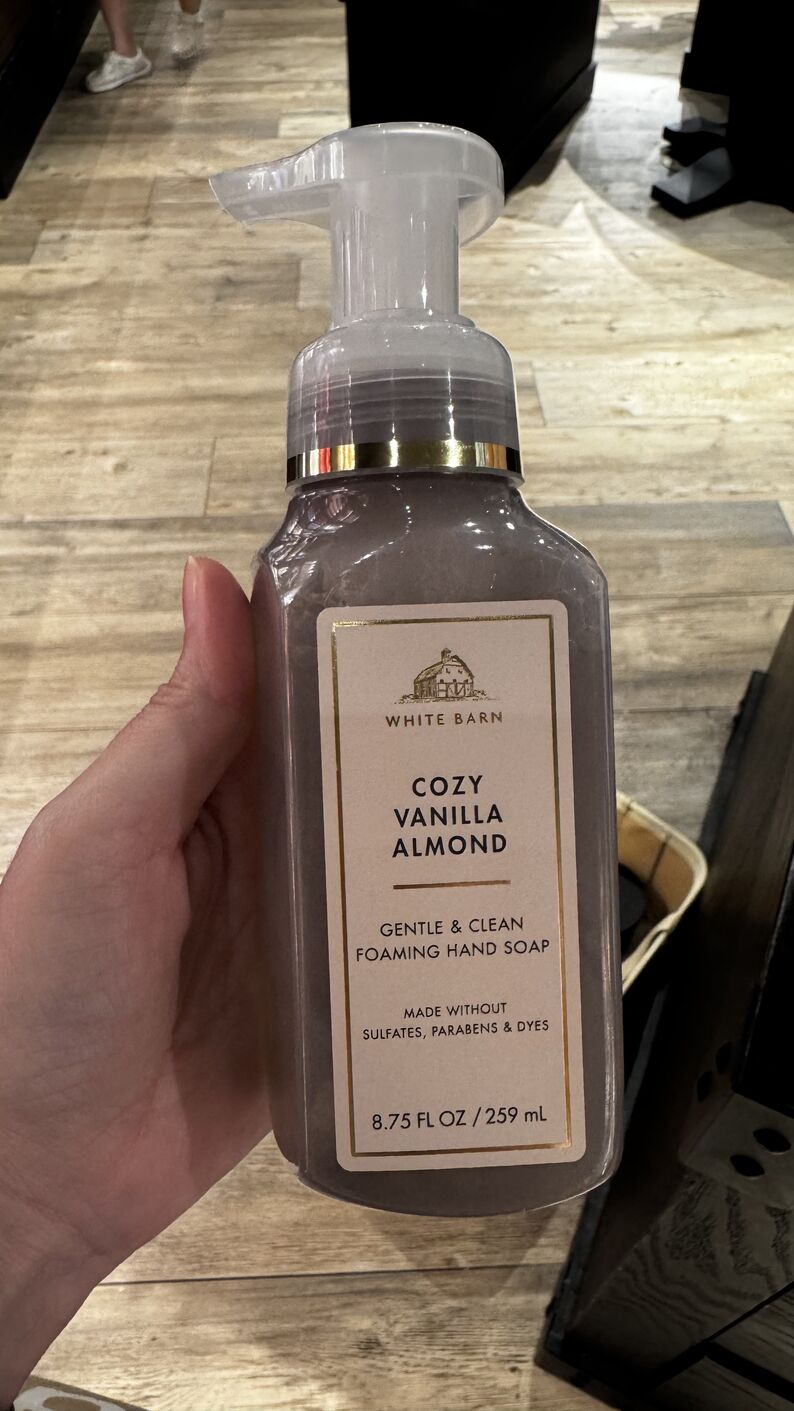 WHITE BARN
COZY
VANILLA
ALMOND
GENTLE & CLEAN
FOAMING HAND SOAP
MADE WITHOUT
SULFATES, PARABENS & DYES
8.75 FL OZ / 259 mL